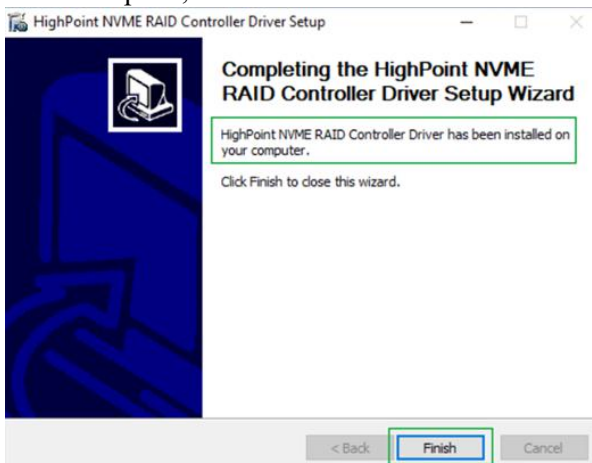 HighPoint NVME RAID Controller Driver Setup
Completing the HighPoint NVME
RAID Controller Driver Setup Wizard
HighPoint NVME RAID Controller Driver has been installed on
your computer.
Click Finish to close this wizard.
< Back
Finish
Cancel